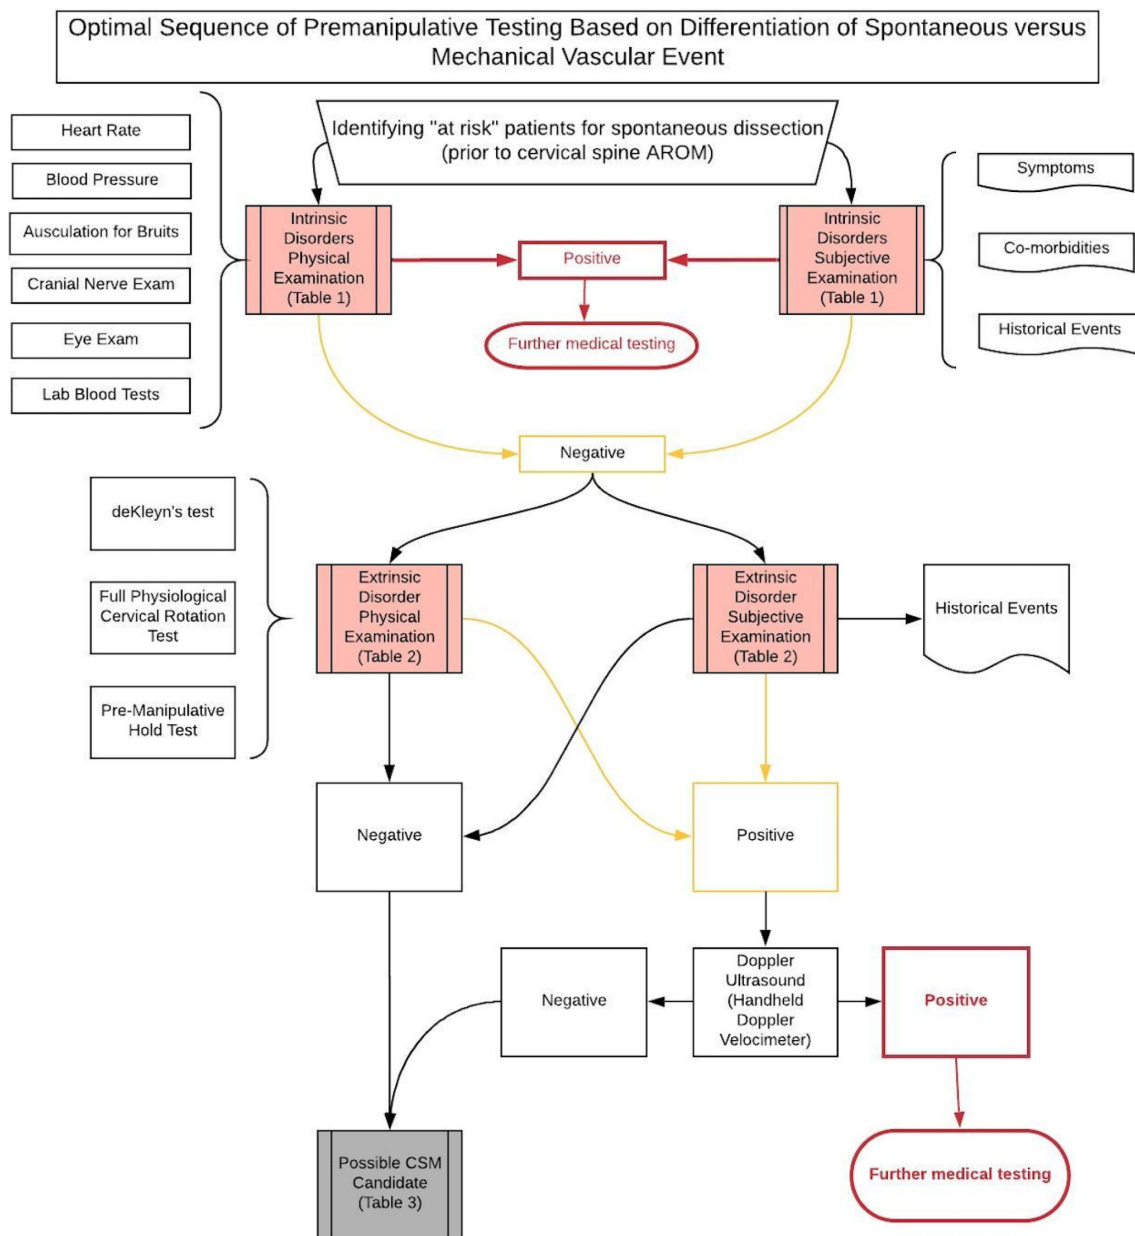 Optimal Sequence of Premanipulative Testing Based on Differentiation of Spontaneous versus
Mechanical Vascular Event
Identifying "at risk" patients for spontaneous dissection
(prior to cervical spine AROM)
Heart Rate
Blood Pressure
Ausculation for Bruits
Cranial Nerve Exam
Eye Exam
Lab Blood Tests
Intrinsic
Disorders
Physical
Examination
(Table 1)
Positive
Further medical testing
Intrinsic
Disorders
Subjective
Examination
(Table 1)
Symptoms
Co-morbidities
Historical Events
Negative
deKleyn's test
Full Physiological
Cervical Rotation
Test
Pre-Manipulative
Hold Test
Extrinsic
Disorder
Physical
Examination
(Table 2)
Extrinsic
Disorder
Subjective
Examination
(Table 2)
Historical Events
Negative
Positive
Negative
Doppler
Ultrasound
(Handheld
Doppler
Velocimeter)
Positive
Possible CSM
Candidate
(Table 3)
Further medical testing